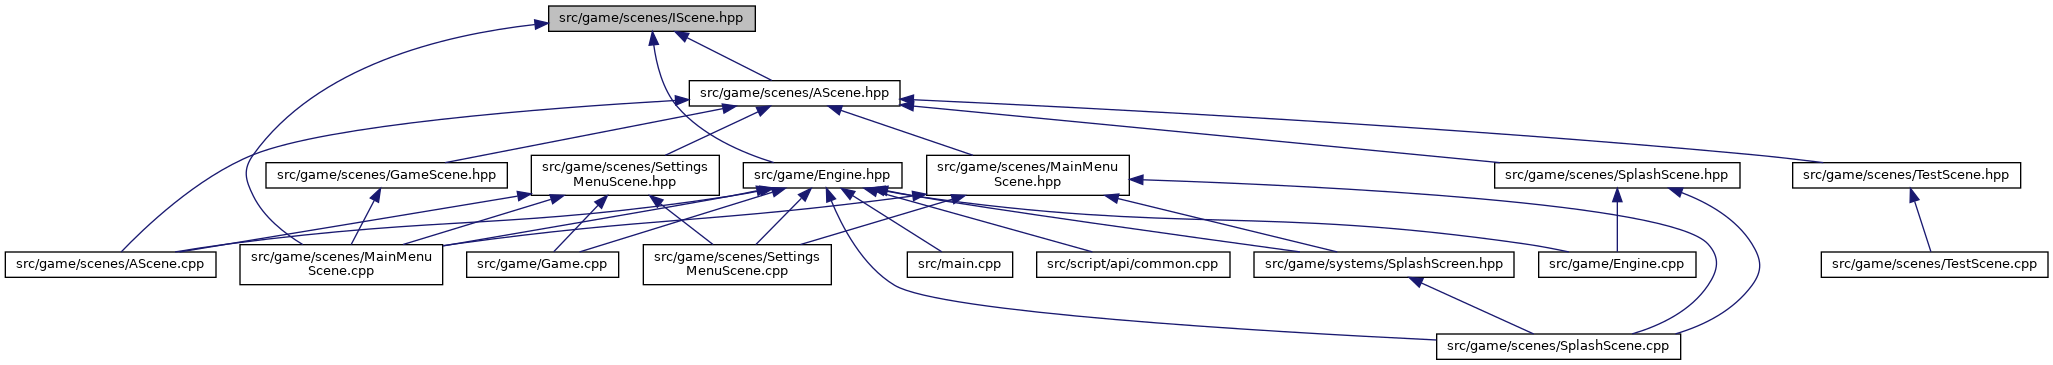 src/game/scenes/IScene.hpp
src/game/scenes/AScene.hpp
src/game/scenes/GameScene.hpp
src/game/scenes/Settings
MenuScene.hpp
src/game/Engine.hpp
src/game/scenes/MainMenu
Scene.hpp
src/game/scenes/SplashScene.hpp
src/game/scenes/TestScene.hpp
src/game/scenes/AScene.cpp
src/game/scenes/MainMenu
Scene.cpp
src/game/Game.cpp
src/game/scenes/Settings
MenuScene.cpp
src/main.cpp
src/script/api/common.cpp
src/game/systems/SplashScreen.hpp
src/game/Engine.cpp
src/game/scenes/TestScene.cpp
src/game/scenes/SplashScene.cpp